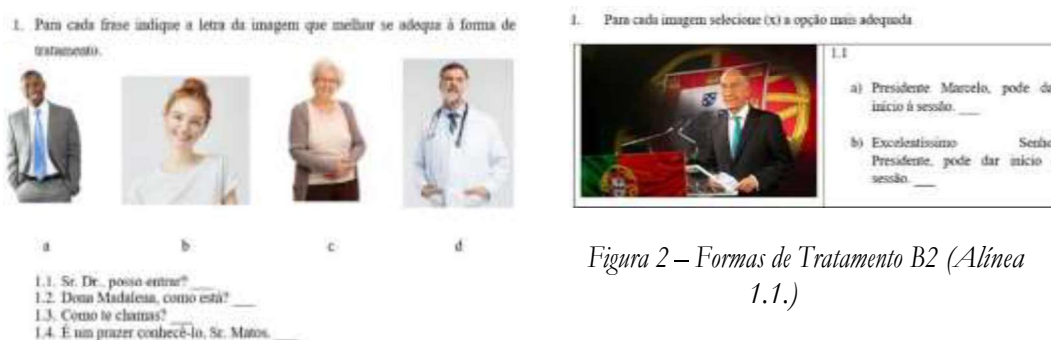 1. Para cada frase indique a letra da imagem que melhor se adequa à forma de
tratamento.
a b c d
1.1. Sr. Dr., posso entrar? ___
1.2. Dona Madalena, como está? ___
1.3. Como te chamas? ___
1.4. É um prazer conhecê-lo, Sr. Matos. ___
1. Para cada imagem selecione (x) a opção mais adequada
1.1
a) Presidente Marcelo, pode
início à sessão. ___
b) Excelentíssimo
Presidente, pode dar início
sessão. ___
Figura 2 – Formas de Tratamento B2 (Alínea
1.1.)